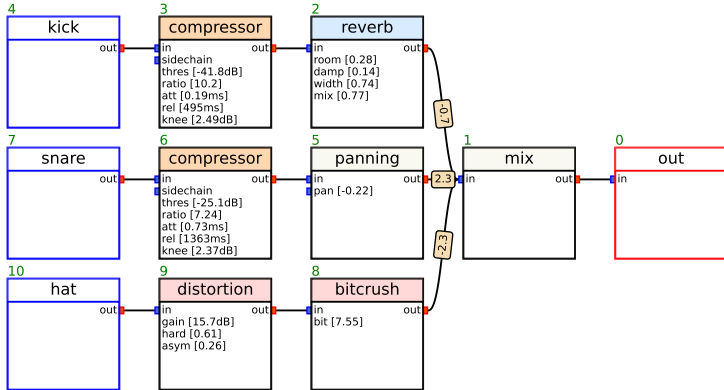 4
kick
out
3
compressor
in out
sidechain
thres [-41.8dB]
ratio [10.2]
att [0.19ms]
rel [495ms]
knee [2.49dB]
2
reverb
in out
room [0.28]
damp [0.14]
width [0.74]
mix [0.77]
-0.7
7
snare
out
6
compressor
in out
sidechain
thres [-25.1dB]
ratio [7.24]
att [0.73ms]
rel [1363ms]
knee [2.37dB]
5
panning
in out
pan [-0.22]
2.3
1
mix
in out
0
out
in
10
hat
out
9
distortion
in out
gain [15.7dB]
hard [0.61]
asym [0.26]
8
bitcrush
in out
bit [7.55]
-2.3